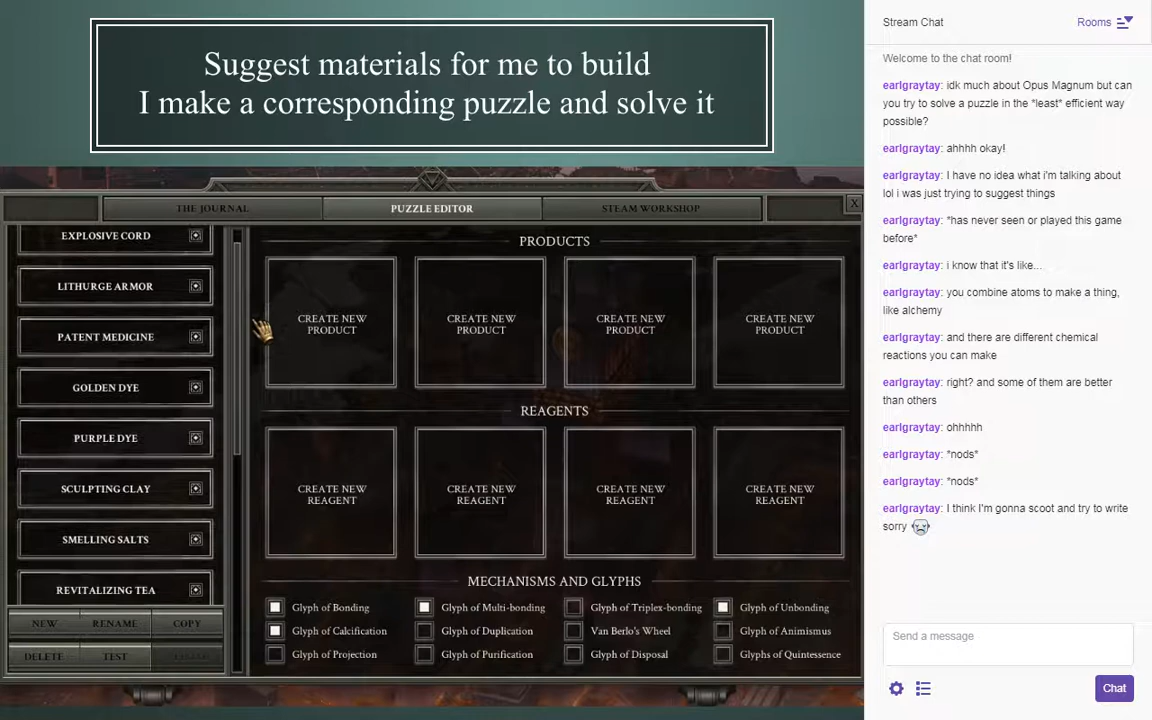 Suggest materials for me to build
I make a corresponding puzzle and solve it
THE JOURNAL
PUZZLE EDITOR
STEAM WORKSHOP
X
EXPLOSIVE CORD
LITHURGE ARMOR
PATENT MEDICINE
GOLDEN DYE
PURPLE DYE
SCULPTING CLAY
SMELLING SALTS
REVITALIZING TEA
NEW
RENAME
COPY
DELETE
TEST
PRODUCTS
CREATE NEW
PRODUCT
CREATE NEW
PRODUCT
CREATE NEW
PRODUCT
CREATE NEW
PRODUCT
REAGENTS
CREATE NEW
REAGENT
CREATE NEW
REAGENT
CREATE NEW
REAGENT
CREATE NEW
REAGENT
MECHANISMS AND GLYPHS
Glyph of Bonding
Glyph of Multi-bonding
Glyph of Triplex-bonding
Glyph of Unbonding
Glyph of Calcification
Glyph of Duplication
Van Berlo's Wheel
Glyph of Animismus
Glyph of Projection
Glyph of Purification
Glyph of Disposal
Glyphs of Quintessence
Stream Chat
Rooms
Welcome to the chat room!
earlgraytay: idk much about Opus Magnum but can
you try to solve a puzzle in the *least* efficient way
possible?
earlgraytay: ahhhh okay!
earlgraytay: I have no idea what i'm talking about
lol i was just trying to suggest things
earlgraytay: *has never seen or played this game
before*
earlgraytay: i know that it's like...
earlgraytay: you combine atoms to make a thing,
like alchemy
earlgraytay: and there are different chemical
reactions you can make
earlgraytay: right? and some of them are better
than others
earlgraytay: ohhhhh
earlgraytay: *nods*
earlgraytay: *nods*
earlgraytay: I think I'm gonna scoot and try to write
sorry
Send a message
Chat